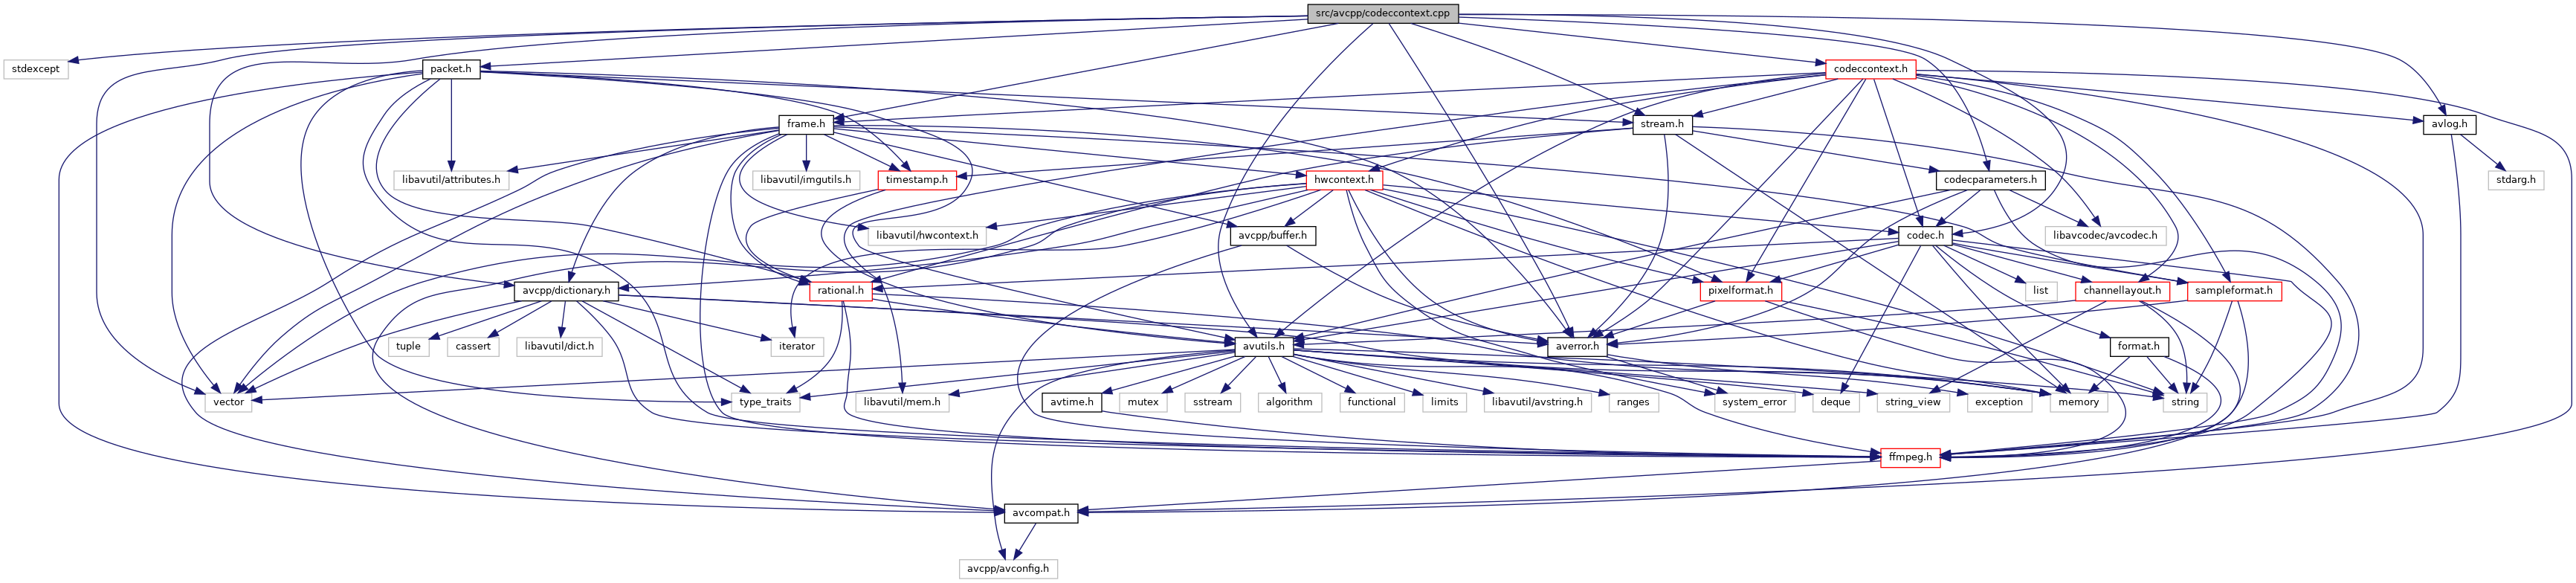 src/avcpp/codeccontext.cpp
stdexcept
packet.h
codeccontext.h
frame.h
stream.h
avlog.h
libavutil/attributes.h
libavutil/imgutils.h
timestamp.h
hwcontext.h
codecparameters.h
stdarg.h
libavutil/hwcontext.h
avcpp/buffer.h
codec.h
libavcodec/avcodec.h
avcpp/dictionary.h
rational.h
pixelformat.h
list
channellayout.h
sampleformat.h
tuple
cassert
libavutil/dict.h
iterator
avutils.h
averror.h
format.h
vector
type_traits
libavutil/mem.h
avtime.h
mutex
sstream
algorithm
functional
limits
libavutil/avstring.h
ranges
system_error
deque
string_view
exception
memory
string
ffmpeg.h
avcompat.h
avcpp/avconfig.h